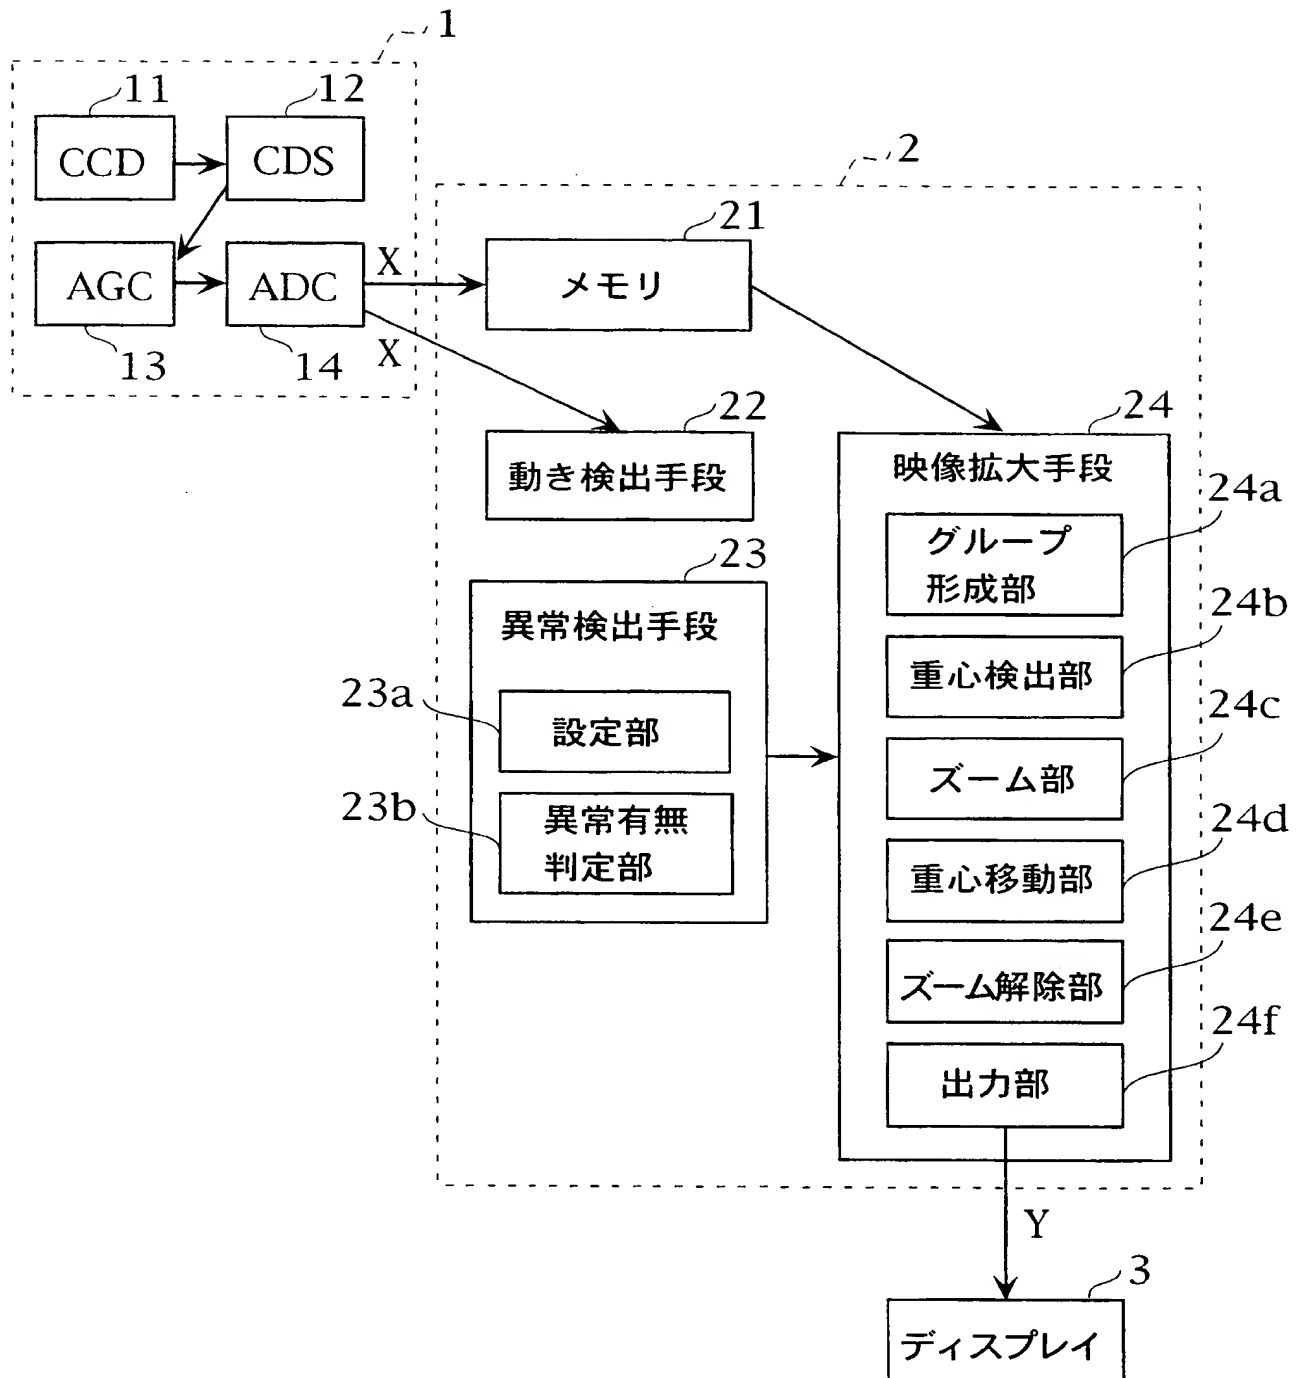 1
11
12
CCD
CDS
2
21
AGC
ADC
X
メモリ
13
14
X
22
24
動き検出手段
映像拡大手段
24a
グループ
形成部
23
異常検出手段
24b
重心検出部
23a
設定部
24c
ズーム部
23b
異常有無
判定部
24d
重心移動部
24e
ズーム解除部
24f
出力部
Y
3
ディスプレイ